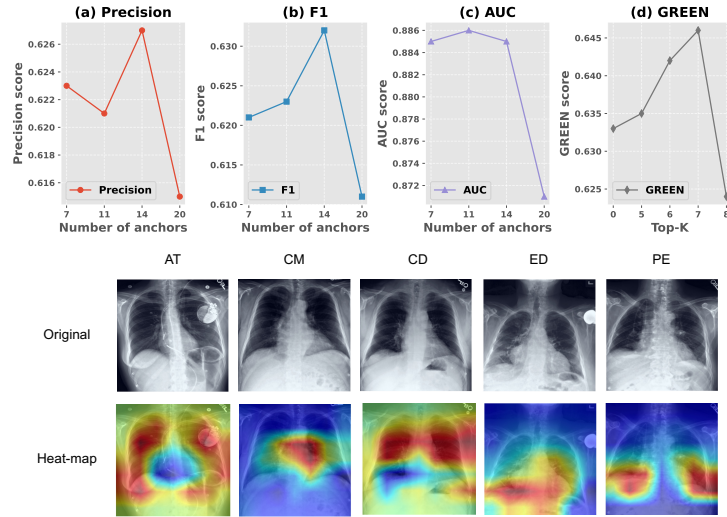 (a) Precision
(b) F1
(c) AUC
(d) GREEN
Precision score
0.626
0.624
0.622
0.620
0.618
0.616
Precision
7 11 14 20
Number of anchors
F1 score
0.630
0.625
0.620
0.615
0.610
F1
7 11 14 20
Number of anchors
AUC score
0.886
0.884
0.882
0.880
0.878
0.876
0.874
0.872
AUC
7 11 14 20
Number of anchors
GREEN score
0.645
0.640
0.635
0.630
0.625
GREEN
0 5 6 7 8
Top-K
AT CM CD ED PE
Original
Heat-map